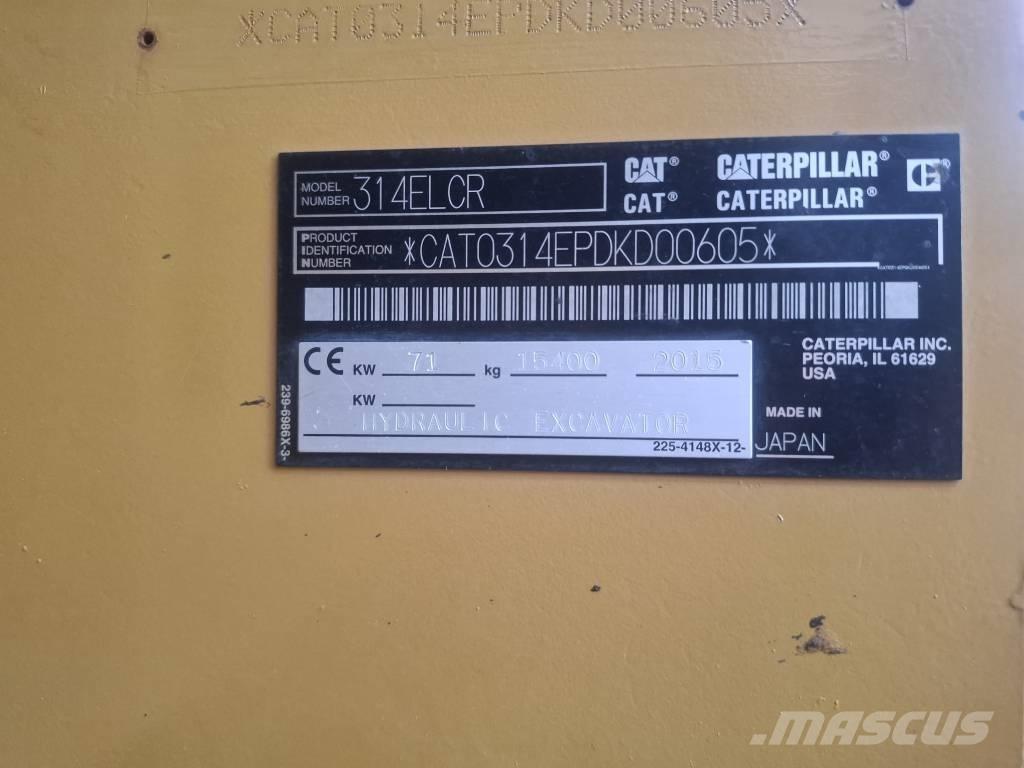 XCAT0314EPDKD00605X
MODEL NUMBER 314ELCR
CAT® CATERPILLAR®
CAT® CATERPILLAR®
PRODUCT
IDENTIFICATION
NUMBER *CAT0314EPDKD00605*
CATERPILLAR INC.
PEORIA, IL 61629
USA
CE KW 71 kg 15400 2015
KW
HYDRAULIC EXCAVATOR
225-4148X-12-
239-6986X-3-
MADE IN
JAPAN
MASCUS